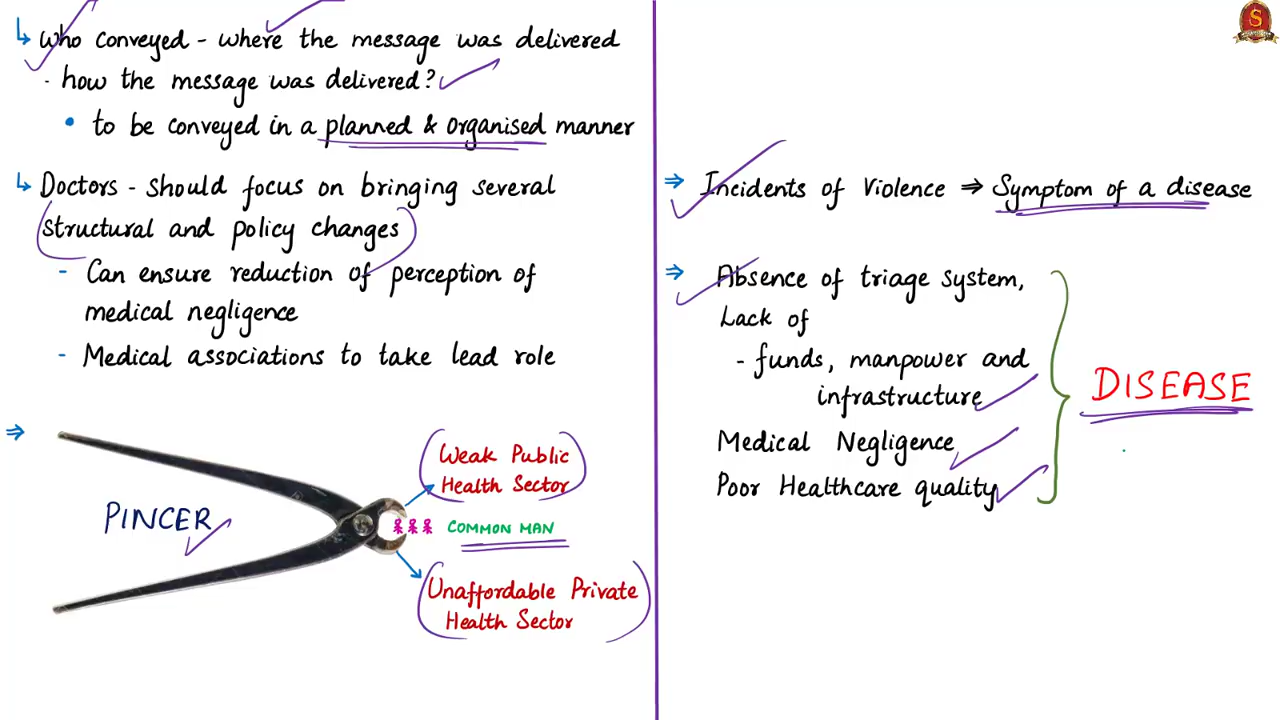 ↳ Who conveyed - where the message was delivered
- how the message was delivered?
• to be conveyed in a planned & organised manner
↳ Doctors - should focus on bringing several
structural and policy changes
- Can ensure reduction of perception of
medical negligence
- Medical associations to take lead role
⇒
PINCER
Weak Public
Health Sector
COMMON MAN
Unaffordable Private
Health Sector
⇒ Incidents of Violence ⇒ Symptom of a disease
⇒ Absence of triage system,
Lack of
- funds, manpower and
infrastructure
Medical Negligence
Poor Healthcare quality
DISEASE
S